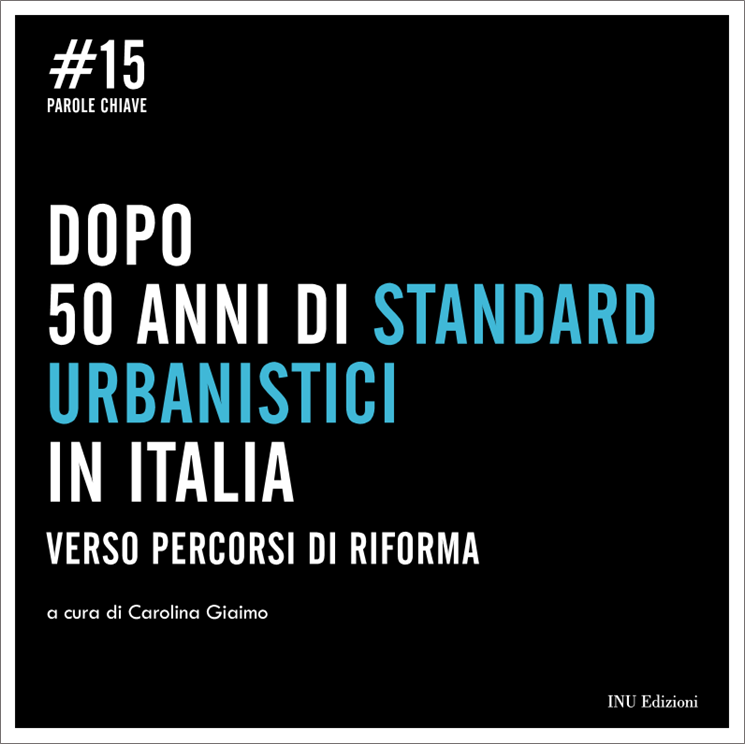 #15
PAROLE CHIAVE
DOPO
50 ANNI DI STANDARD
URBANISTICI
IN ITALIA
VERSO PERCORSI DI RIFORMA
a cura di Carolina Giaimo
INU Edizioni